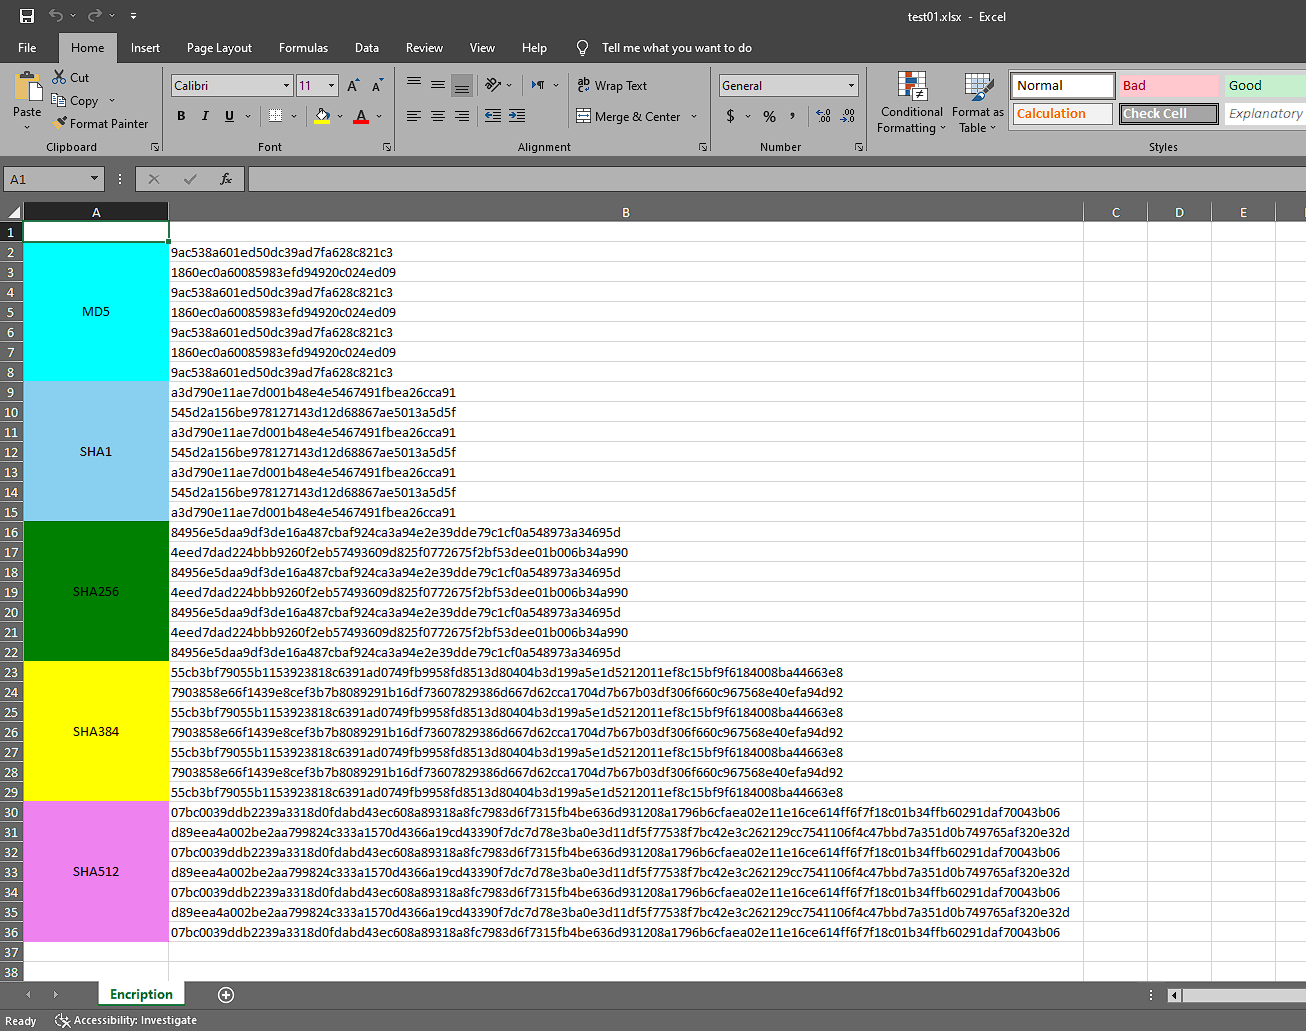 test01.xlsx - Excel
File Home Insert Page Layout Formulas Data Review View Help Tell me what you want to do
Paste
Cut
Copy
Format Painter
Clipboard
Calibri 11
B I U
Font
Wrap Text
Merge & Center
Alignment
General
$ % ,
Number
Conditional Formatting
Format as Table
Normal Bad Good
Calculation Check Cell Explanatory
Styles
A1 fx
A B C D E
1
2 9ac538a601ed50dc39ad7fa628c821c3
3 1860ec0a60085983efd94920c024ed09
4 9ac538a601ed50dc39ad7fa628c821c3
5 MD5 1860ec0a60085983efd94920c024ed09
6 9ac538a601ed50dc39ad7fa628c821c3
7 1860ec0a60085983efd94920c024ed09
8 9ac538a601ed50dc39ad7fa628c821c3
9 a3d790e11ae7d001b48e4e5467491fbea26cca91
10 545d2a156be978127143d12d68867ae5013a5d5f
11 a3d790e11ae7d001b48e4e5467491fbea26cca91
12 SHA1 545d2a156be978127143d12d68867ae5013a5d5f
13 a3d790e11ae7d001b48e4e5467491fbea26cca91
14 545d2a156be978127143d12d68867ae5013a5d5f
15 a3d790e11ae7d001b48e4e5467491fbea26cca91
16 84956e5daa9df3de16a487cbaf924ca3a94e2e39dde79c1cf0a548973a34695d
17 4eed7dad224bbb9260f2eb57493609d825f0772675f2bf53dee01b006b34a990
18 84956e5daa9df3de16a487cbaf924ca3a94e2e39dde79c1cf0a548973a34695d
19 SHA256 4eed7dad224bbb9260f2eb57493609d825f0772675f2bf53dee01b006b34a990
20 84956e5daa9df3de16a487cbaf924ca3a94e2e39dde79c1cf0a548973a34695d
21 4eed7dad224bbb9260f2eb57493609d825f0772675f2bf53dee01b006b34a990
22 84956e5daa9df3de16a487cbaf924ca3a94e2e39dde79c1cf0a548973a34695d
23 55cb3bf79055b1153923818c6391ad0749fb9958fd8513d80404b3d199a5e1d5212011ef8c15bf9f6184008ba44663e8
24 7903858e66f1439e8cef3b7b8089291b16df73607829386d667d62cca1704d7b67b03df306f660c967568e40efa94d92
25 55cb3bf79055b1153923818c6391ad0749fb9958fd8513d80404b3d199a5e1d5212011ef8c15bf9f6184008ba44663e8
26 SHA384 7903858e66f1439e8cef3b7b8089291b16df73607829386d667d62cca1704d7b67b03df306f660c967568e40efa94d92
27 55cb3bf79055b1153923818c6391ad0749fb9958fd8513d80404b3d199a5e1d5212011ef8c15bf9f6184008ba44663e8
28 7903858e66f1439e8cef3b7b8089291b16df73607829386d667d62cca1704d7b67b03df306f660c967568e40efa94d92
29 55cb3bf79055b1153923818c6391ad0749fb9958fd8513d80404b3d199a5e1d5212011ef8c15bf9f6184008ba44663e8
30 07bc0039ddb2239a3318d0fdabd43ec608a89318a8fc7983d6f7315fb4be636d931208a1796b6cfaea02e11e16ce614ff6f7f18c01b34ffb60291daf70043b06
31 d89eea4a002be2aa799824c333a1570d4366a19cd43390f7dc7d78e3ba0e3d11df5f77538f7bc42e3c262129cc7541106f4c47bbd7a351d0b749765af320e32d
32 07bc0039ddb2239a3318d0fdabd43ec608a89318a8fc7983d6f7315fb4be636d931208a1796b6cfaea02e11e16ce614ff6f7f18c01b34ffb60291daf70043b06
33 SHA512 d89eea4a002be2aa799824c333a1570d4366a19cd43390f7dc7d78e3ba0e3d11df5f77538f7bc42e3c262129cc7541106f4c47bbd7a351d0b749765af320e32d
34 07bc0039ddb2239a3318d0fdabd43ec608a89318a8fc7983d6f7315fb4be636d931208a1796b6cfaea02e11e16ce614ff6f7f18c01b34ffb60291daf70043b06
35 d89eea4a002be2aa799824c333a1570d4366a19cd43390f7dc7d78e3ba0e3d11df5f77538f7bc42e3c262129cc7541106f4c47bbd7a351d0b749765af320e32d
36 07bc0039ddb2239a3318d0fdabd43ec608a89318a8fc7983d6f7315fb4be636d931208a1796b6cfaea02e11e16ce614ff6f7f18c01b34ffb60291daf70043b06
37
38
Encription
Ready Accessibility: Investigate